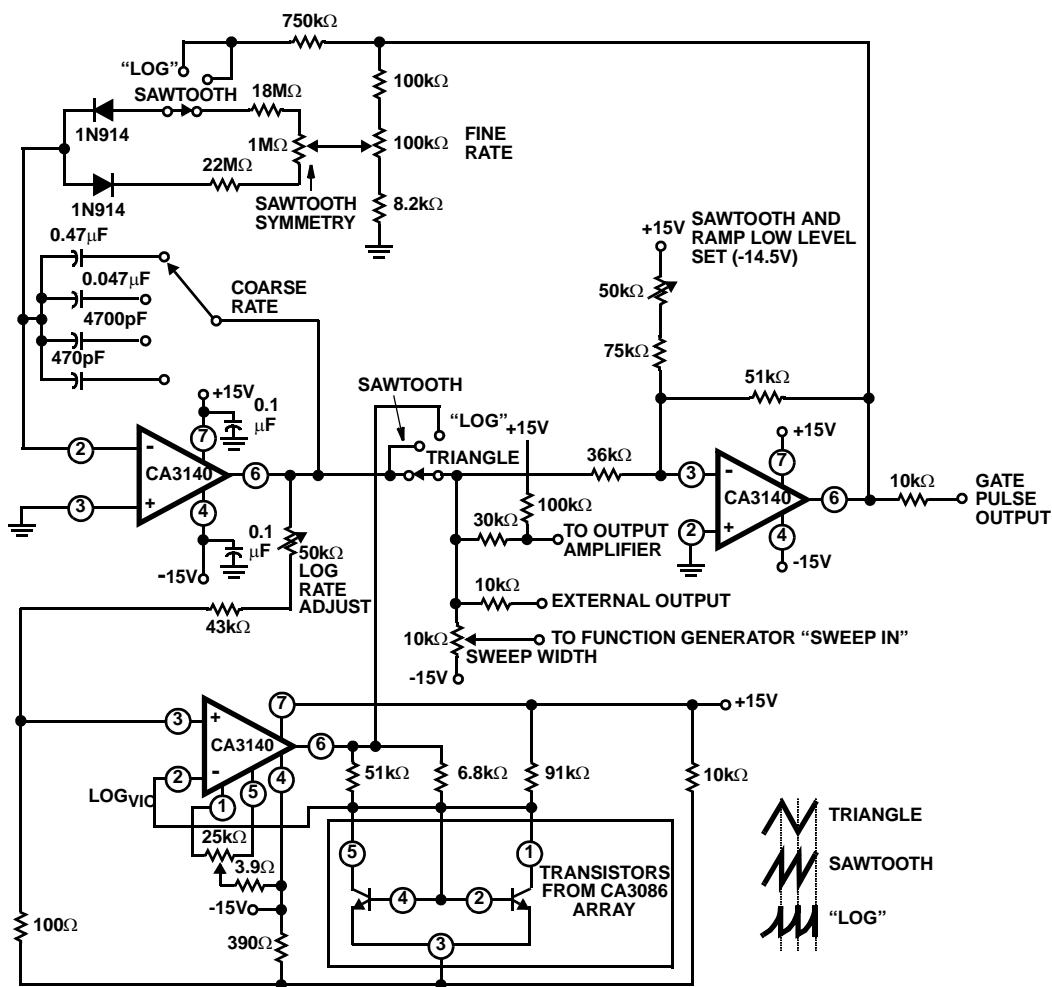 750kΩ
“LOG”
100kΩ
SAWTOOTH
18MΩ
1N914
1MΩ
100kΩ
FINE
RATE
22MΩ
1N914
SAWTOOTH
SYMMETRY
8.2kΩ
0.47μF
0.047μF
4700pF
470pF
COARSE
RATE
+15V
SAWTOOTH AND
RAMP LOW LEVEL
SET (-14.5V)
50kΩ
75kΩ
51kΩ
+15V
0.1
μF
7
2
-
CA3140
6
3
+
4
0.1
μF
-15V
SAWTOOTH
“LOG”
+15V
TRIANGLE
36kΩ
100kΩ
30kΩ
TO OUTPUT
AMPLIFIER
3
-
CA3140
2
+
+15V
7
6
4
-15V
10kΩ
GATE
PULSE
OUTPUT
50kΩ
LOG
RATE
ADJUST
43kΩ
10kΩ
EXTERNAL OUTPUT
10kΩ
TO FUNCTION GENERATOR “SWEEP IN”
SWEEP WIDTH
-15V
7
+15V
3
+
CA3140
6
2
-
4
5
1
LOGVIO
51kΩ
6.8kΩ
91kΩ
10kΩ
25kΩ
3.9Ω
-15V
390Ω
100Ω
5
1
4
2
3
TRANSISTORS
FROM CA3086
ARRAY
TRIANGLE
SAWTOOTH
“LOG”